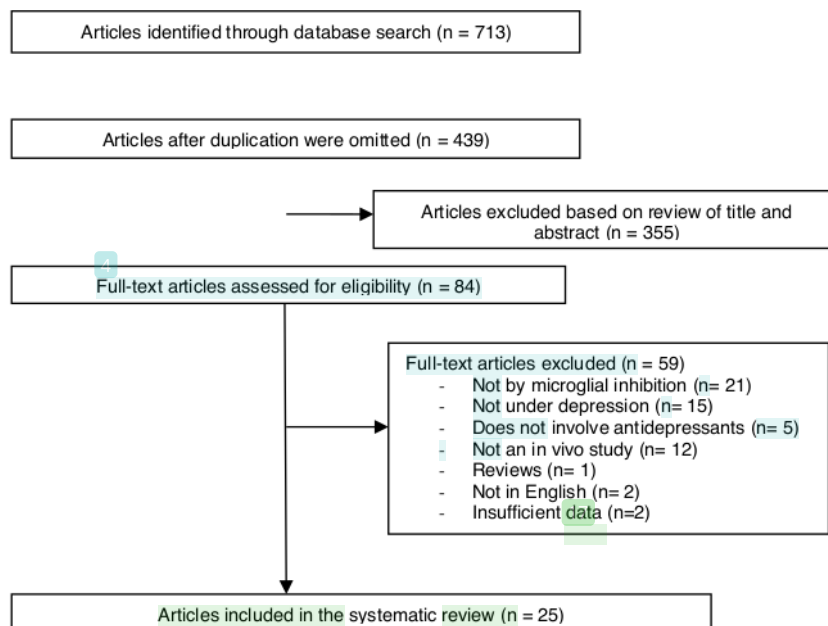 Articles identified through database search (n = 713)
Articles after duplication were omitted (n = 439)
Articles excluded based on review of title and
abstract (n = 355)
4
Full-text articles assessed for eligibility (n = 84)
Full-text articles excluded (n = 59)
- Not by microglial inhibition (n= 21)
- Not under depression (n= 15)
- Does not involve antidepressants (n= 5)
- Not an in vivo study (n= 12)
- Reviews (n= 1)
- Not in English (n= 2)
- Insufficient data (n=2)
Articles included in the systematic review (n = 25)